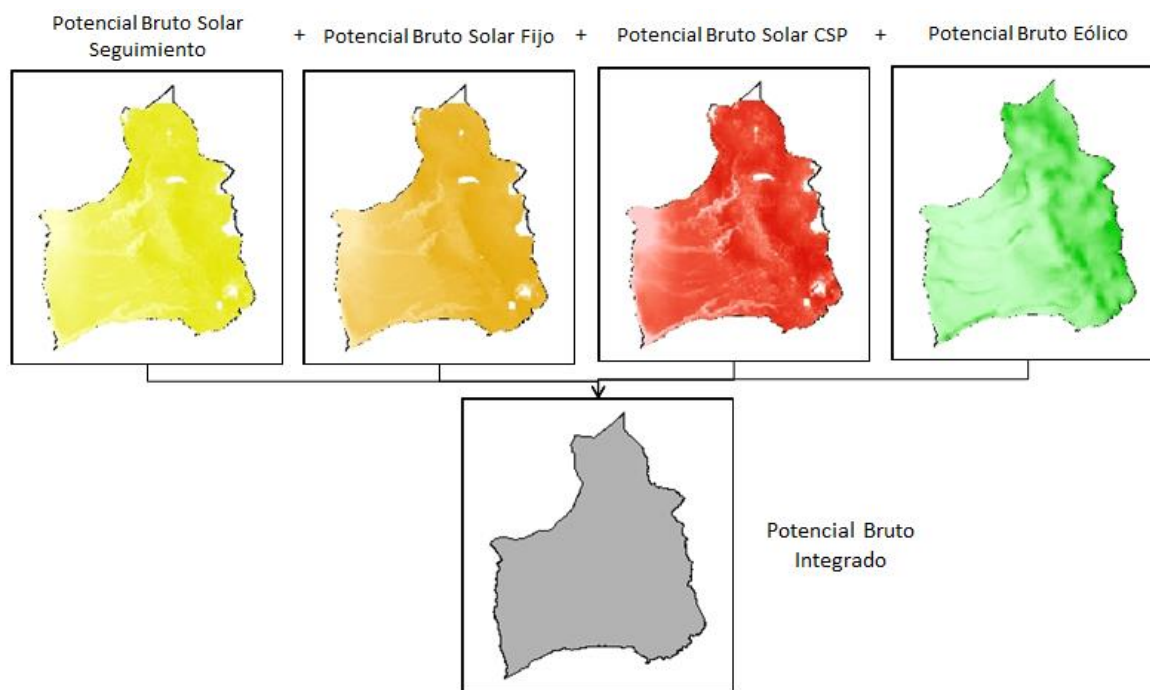 Potencial Bruto Solar
Seguimiento
+ Potencial Bruto Solar Fijo + Potencial Bruto Solar CSP + Potencial Bruto Eólico
Potencial Bruto
Integrado